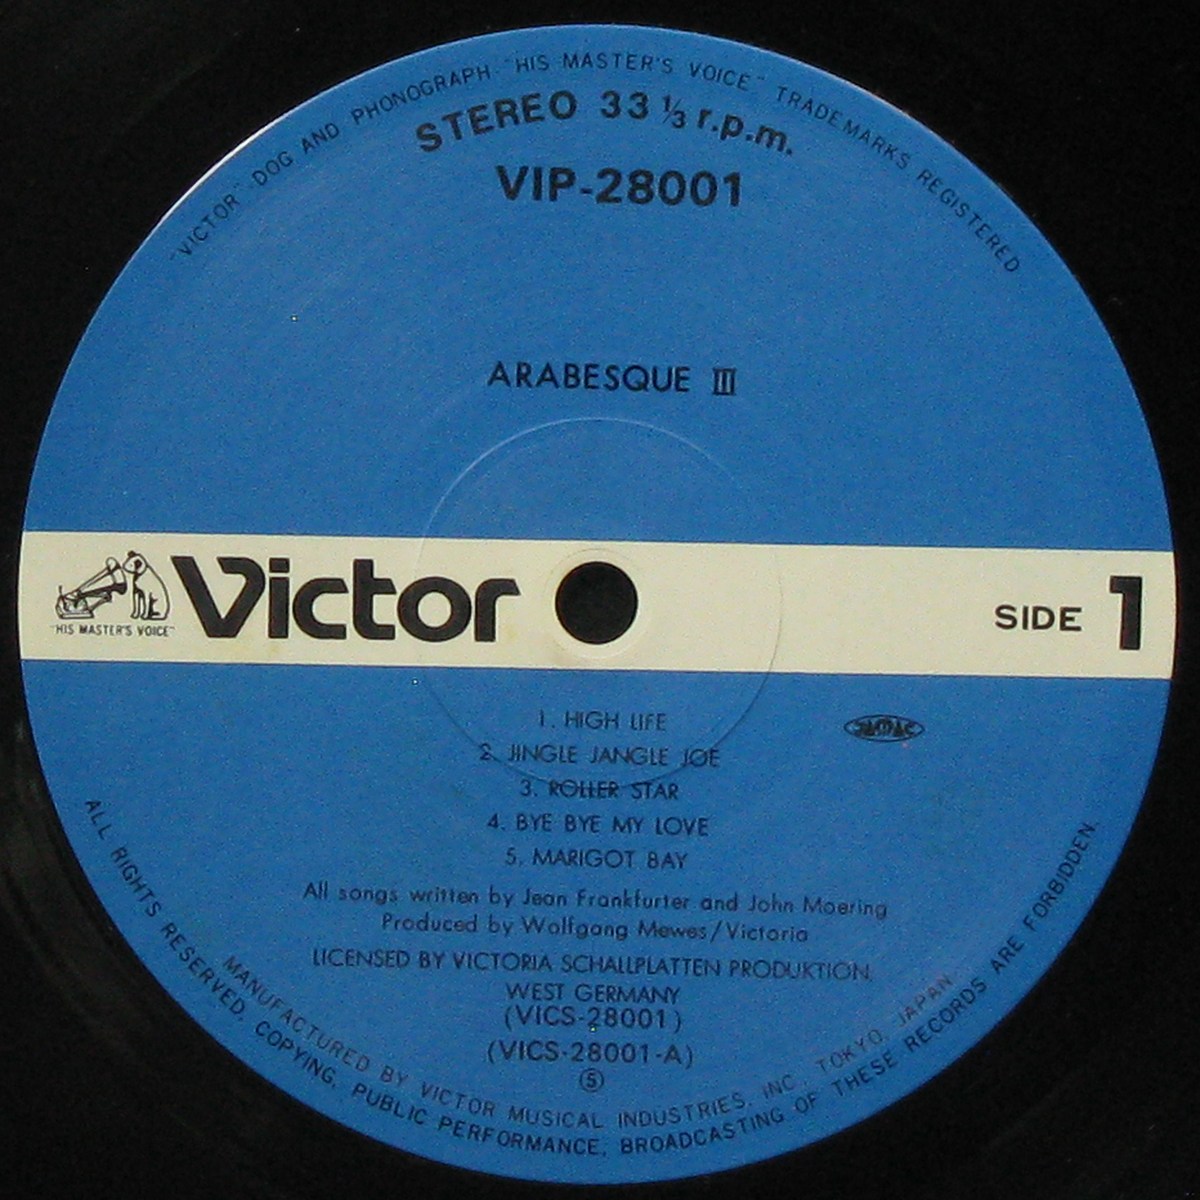 "VICTOR" DOG AND PHONOGRAPH "HIS MASTER'S VOICE" TRADEMARKS REGISTERED
STEREO 33 ⅓ r.p.m.
VIP-28001
ARABESQUE III
Victor
"HIS MASTER'S VOICE"
SIDE 1
1. HIGH LIFE
2. JINGLE JANGLE JOE
3. ROLLER STAR
4. BYE BYE MY LOVE
5. MARIGOT BAY
All songs written by Jean Frankfurter and John Moering
Produced by Wolfgang Mewes/Victoria
LICENSED BY VICTORIA SCHALLPLATTEN PRODUKTION,
WEST GERMANY
(VICS-28001)
(VICS-28001-A)
⑤
MANUFACTURED BY VICTOR MUSICAL INDUSTRIES, INC., TOKYO, JAPAN
ALL RIGHTS RESERVED. COPYING, PUBLIC PERFORMANCE, BROADCASTING OF THESE RECORDS ARE FORBIDDEN.